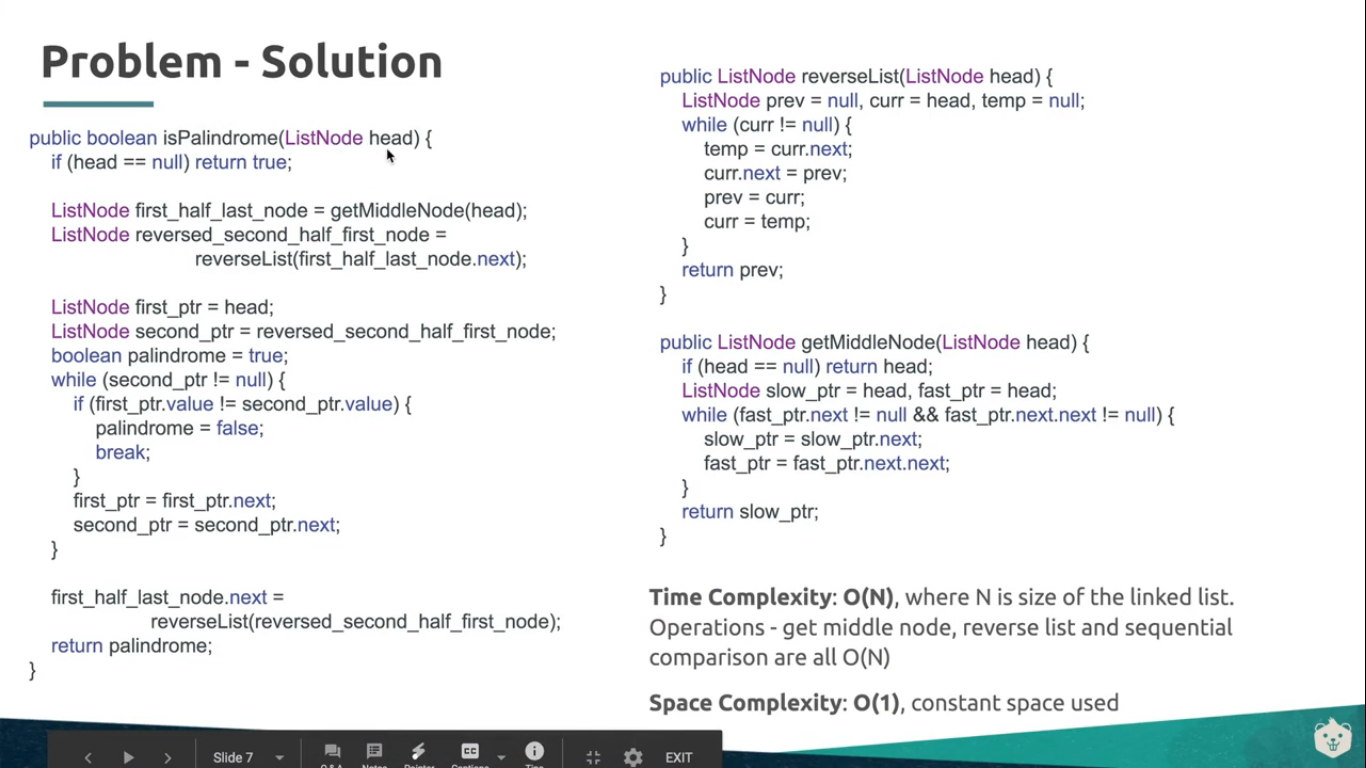 Problem - Solution
public boolean isPalindrome(ListNode head) {
if (head == null) return true;
ListNode first_half_last_node = getMiddleNode(head);
ListNode reversed_second_half_first_node =
reverseList(first_half_last_node.next);
ListNode first_ptr = head;
ListNode second_ptr = reversed_second_half_first_node;
boolean palindrome = true;
while (second_ptr != null) {
if (first_ptr.value != second_ptr.value) {
palindrome = false;
break;
}
first_ptr = first_ptr.next;
second_ptr = second_ptr.next;
}
first_half_last_node.next =
reverseList(reversed_second_half_first_node);
return palindrome;
}
public ListNode reverseList(ListNode head) {
ListNode prev = null, curr = head, temp = null;
while (curr != null) {
temp = curr.next;
curr.next = prev;
prev = curr;
curr = temp;
}
return prev;
}
public ListNode getMiddleNode(ListNode head) {
if (head == null) return head;
ListNode slow_ptr = head, fast_ptr = head;
while (fast_ptr.next != null && fast_ptr.next.next != null) {
slow_ptr = slow_ptr.next;
fast_ptr = fast_ptr.next.next;
}
return slow_ptr;
}
Time Complexity: O(N), where N is size of the linked list.
Operations - get middle node, reverse list and sequential
comparison are all O(N)
Space Complexity: O(1), constant space used
Slide 7
CC
EXIT